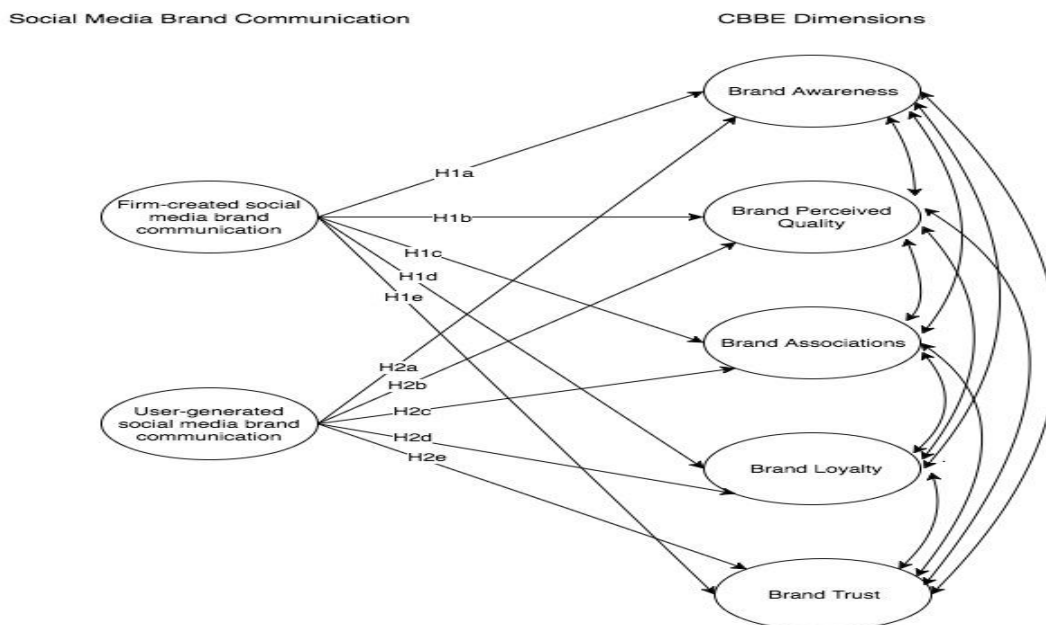 Social Media Brand Communication
CBBE Dimensions
Brand Awareness
H1a
Firm-created social
media brand
communication
H1b
Brand Perceived
Quality
H1c
H1d
H1e
Brand Associations
H2a
H2b
User-generated
social media brand
communication
H2c
H2d
H2e
Brand Loyalty
Brand Trust